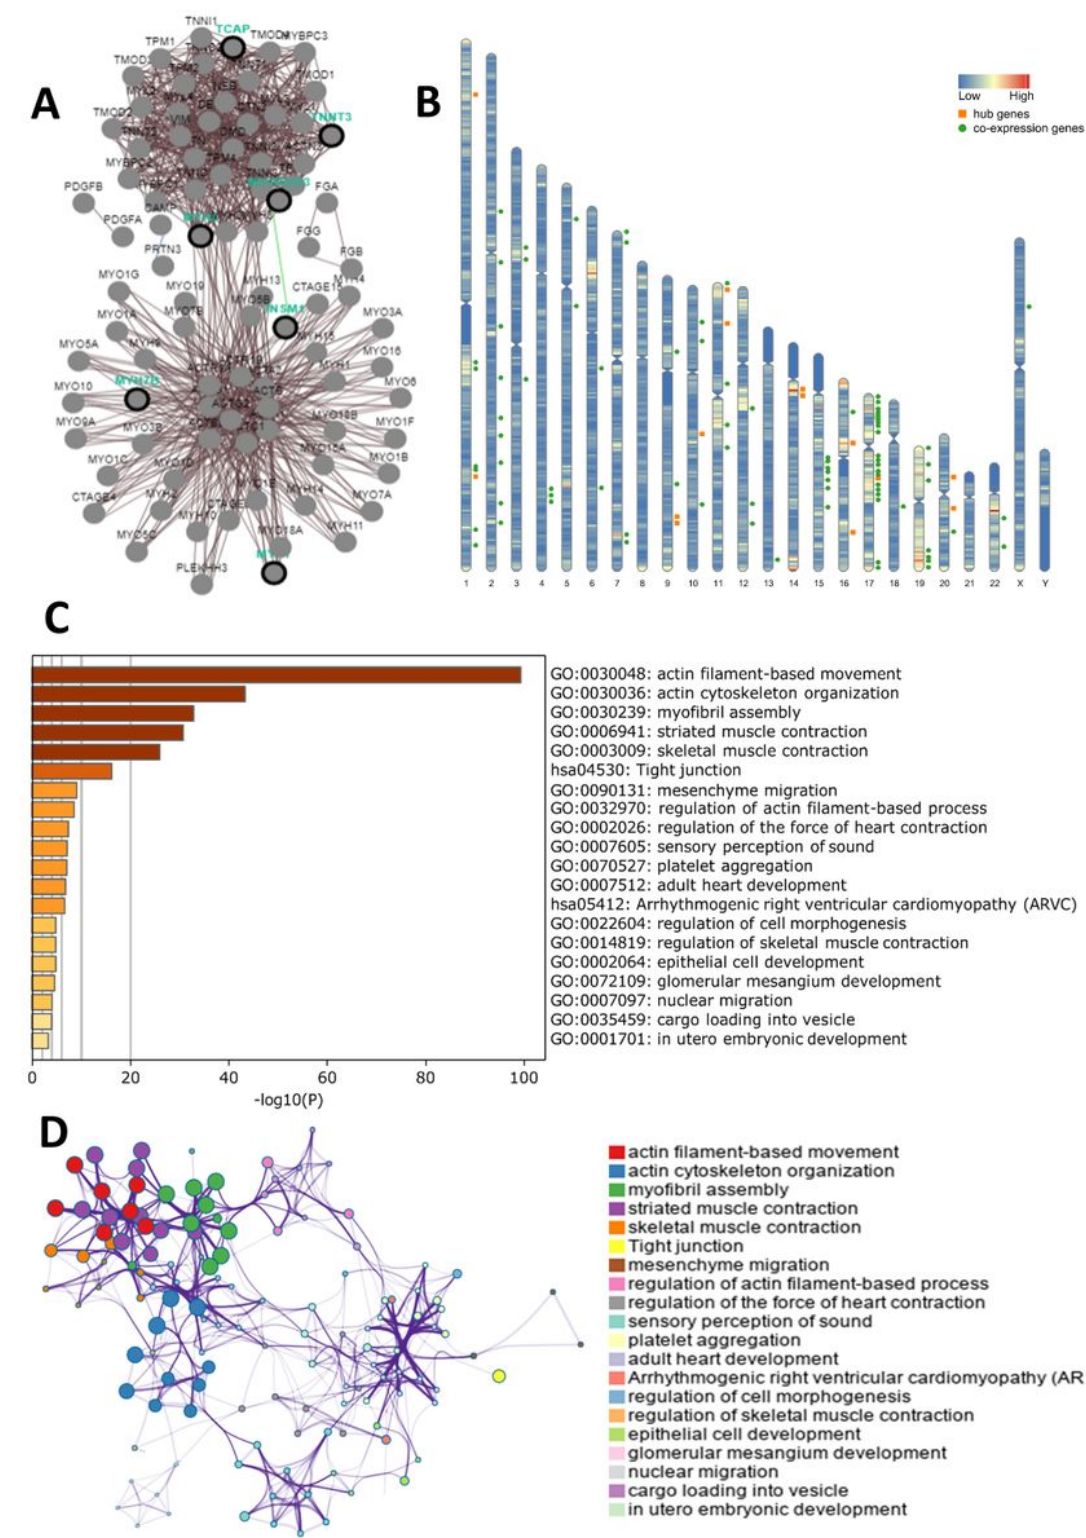 A
TNNI1
TCAP
TPM1
MYBPC3
TMOD1
TMOD2
TNNT3
VIM
DMD
TPM4
PDGFB
PDGFA
CAMP
PRTN3
FGA
FGG
FGB
MYH4
MYO1G
MYO19
MYH13
CTAGE15
MYO5B
MYO7B
MYO3A
MYO1A
MYH9
MYH15
MYO5A
MYO16
MYH1
MYO10
MYO6
ACTG2
MYO9A
MYO3B
MYO18B
MYO1F
MYO15A
MYO1C
MYO1D
MYO1B
CTAGE4
MYH2
MYH14
MYO7A
MYH10
MYO5C
MYO18A
MYH11
PLEKHH3
B
Low High
hub genes
co-expression genes
1 2 3 4 5 6 7 8 9 10 11 12 13 14 15 16 17 18 19 20 21 22 X Y
C
GO:0030048: actin filament-based movement
GO:0030036: actin cytoskeleton organization
GO:0030239: myofibril assembly
GO:0006941: striated muscle contraction
GO:0003009: skeletal muscle contraction
hsa04530: Tight junction
GO:0090131: mesenchyme migration
GO:0032970: regulation of actin filament-based process
GO:0002026: regulation of the force of heart contraction
GO:0007605: sensory perception of sound
GO:0070527: platelet aggregation
GO:0007512: adult heart development
hsa05412: Arrhythmogenic right ventricular cardiomyopathy (ARVC)
GO:0022604: regulation of cell morphogenesis
GO:0014819: regulation of skeletal muscle contraction
GO:0002064: epithelial cell development
GO:0072109: glomerular mesangium development
GO:0007097: nuclear migration
GO:0035459: cargo loading into vesicle
GO:0001701: in utero embryonic development
0 20 40 60 80 100
-log10(P)
D
actin filament-based movement
actin cytoskeleton organization
myofibril assembly
striated muscle contraction
skeletal muscle contraction
Tight junction
mesenchyme migration
regulation of actin filament-based process
regulation of the force of heart contraction
sensory perception of sound
platelet aggregation
adult heart development
Arrhythmogenic right ventricular cardiomyopathy (AR
regulation of cell morphogenesis
regulation of skeletal muscle contraction
epithelial cell development
glomerular mesangium development
nuclear migration
cargo loading into vesicle
in utero embryonic development